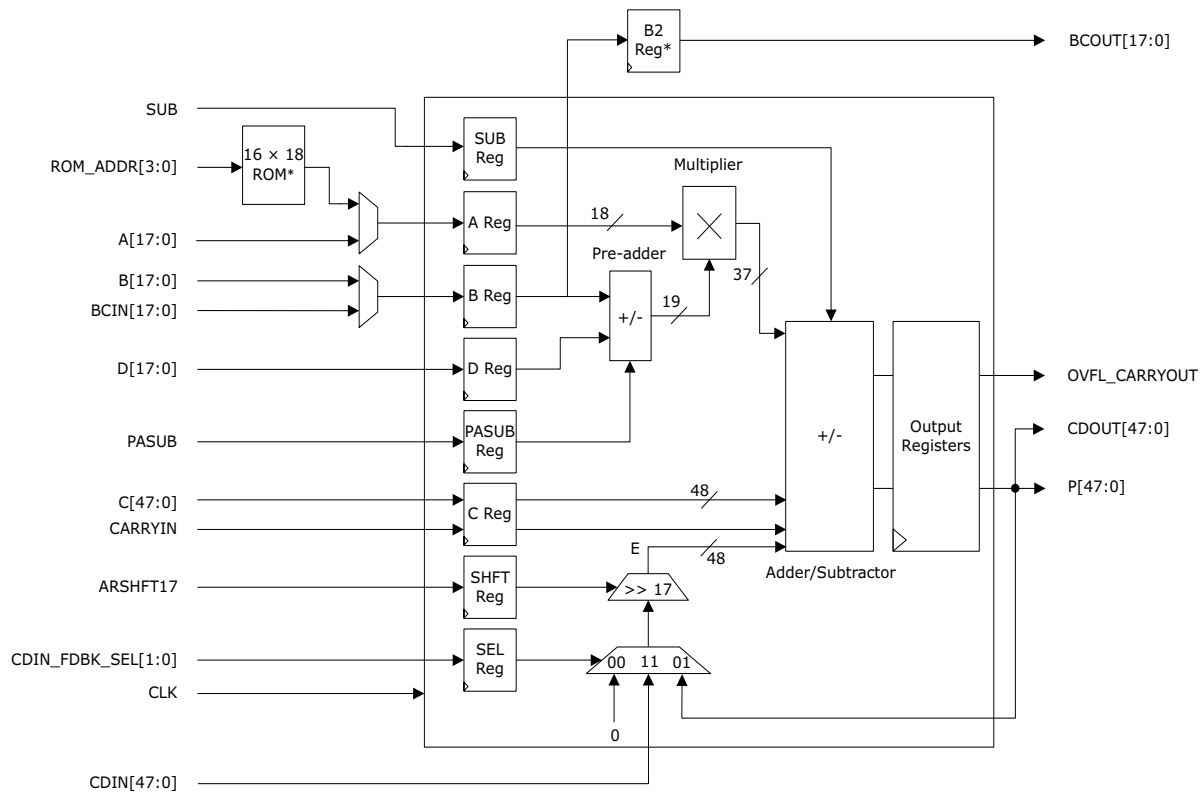 B2
Reg*
BCOUT[17:0]
SUB
SUB
Reg
ROM_ADDR[3:0]
16 × 18
ROM*
Multiplier
A[17:0]
A Reg
18
Pre-adder
B[17:0]
BCIN[17:0]
B Reg
+/-
19
37
D[17:0]
D Reg
OVFL_CARRYOUT
PASUB
PASUB
Reg
+/-
Output
Registers
CDOUT[47:0]
C[47:0]
CARRYIN
C Reg
48
P[47:0]
E
48
Adder/Subtractor
ARSHFT17
SHFT
Reg
>> 17
CDIN_FDBK_SEL[1:0]
SEL
Reg
00 11 01
CLK
0
CDIN[47:0]